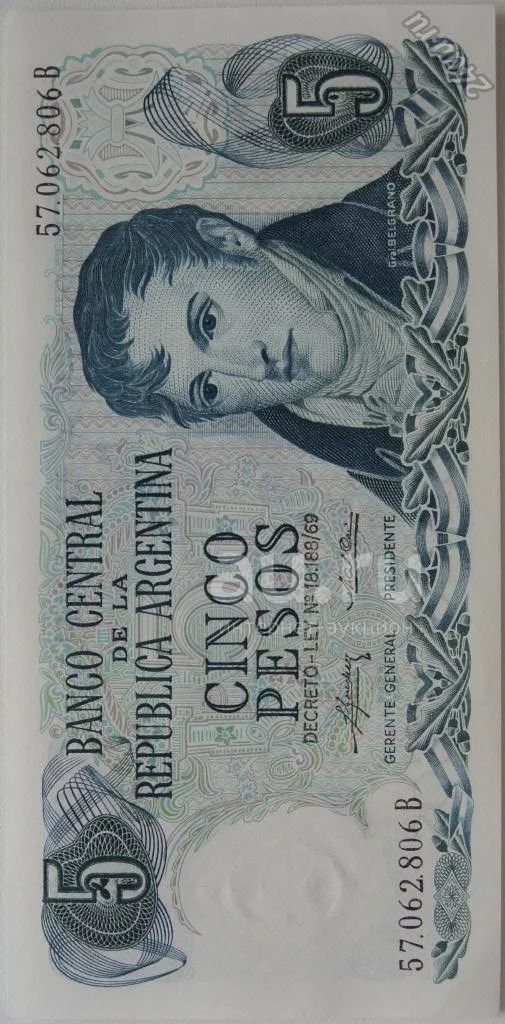 57.062.806 B
5
BANCO CENTRAL
DE LA
REPUBLICA ARGENTINA
CINCO
PESOS
DECRETO-LEY Nº 18.188/69
GERENTE GENERAL
PRESIDENTE
Gral BELGRANO
5
57.062.806 B